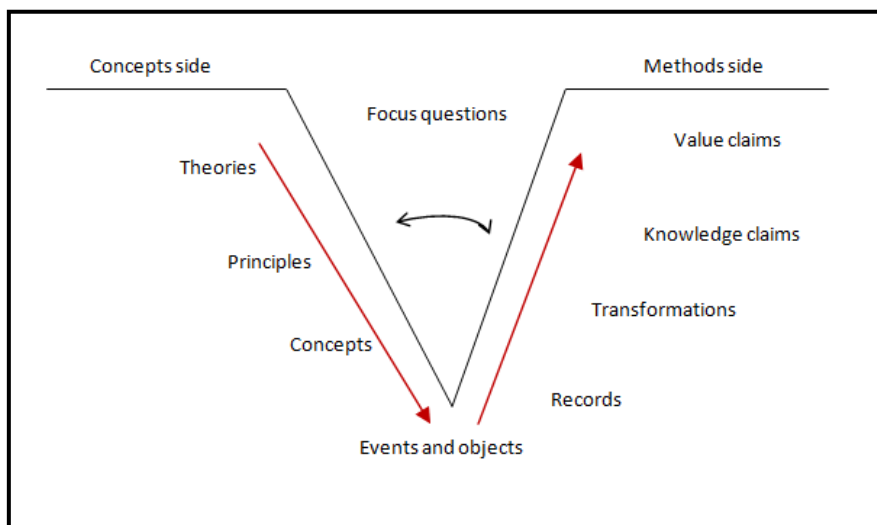 Concepts side
Methods side
Focus questions
Value claims
Theories
Knowledge claims
Principles
Transformations
Concepts
Records
Events and objects